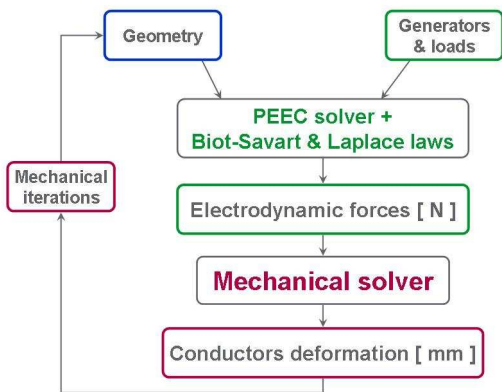 Geometry
Generators
& loads
PEEC solver +
Biot-Savart & Laplace laws
Mechanical
iterations
Electrodynamic forces [ N ]
Mechanical solver
Conductors deformation [ mm ]